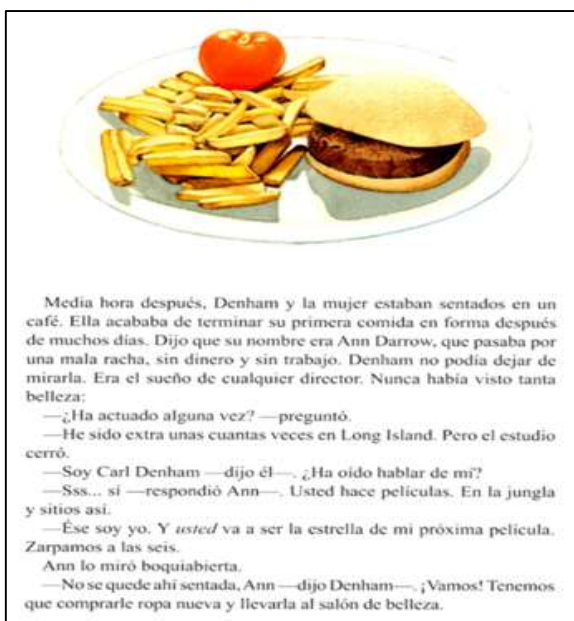 Media hora después, Denham y la mujer estaban sentados en un
café. Ella acababa de terminar su primera comida en forma después
de muchos días. Dijo que su nombre era Ann Darrow, que pasaba por
una mala racha, sin dinero y sin trabajo. Denham no podía dejar de
mirarla. Era el sueño de cualquier director. Nunca había visto tanta
belleza:
—¿Ha actuado alguna vez? —preguntó.
—He sido extra unas cuantas veces en Long Island. Pero el estudio
cerró.
—Soy Carl Denham —dijo él—. ¿Ha oído hablar de mí?
—Sss... sí —respondió Ann—. Usted hace películas. En la jungla
y sitios así.
—Ése soy yo. Y usted va a ser la estrella de mi próxima película.
Zarpamos a las seis.
Ann lo miró boquiabierta.
—No se quede ahí sentada, Ann —dijo Denham—. ¡Vamos! Tenemos
que comprarle ropa nueva y llevarla al salón de belleza.